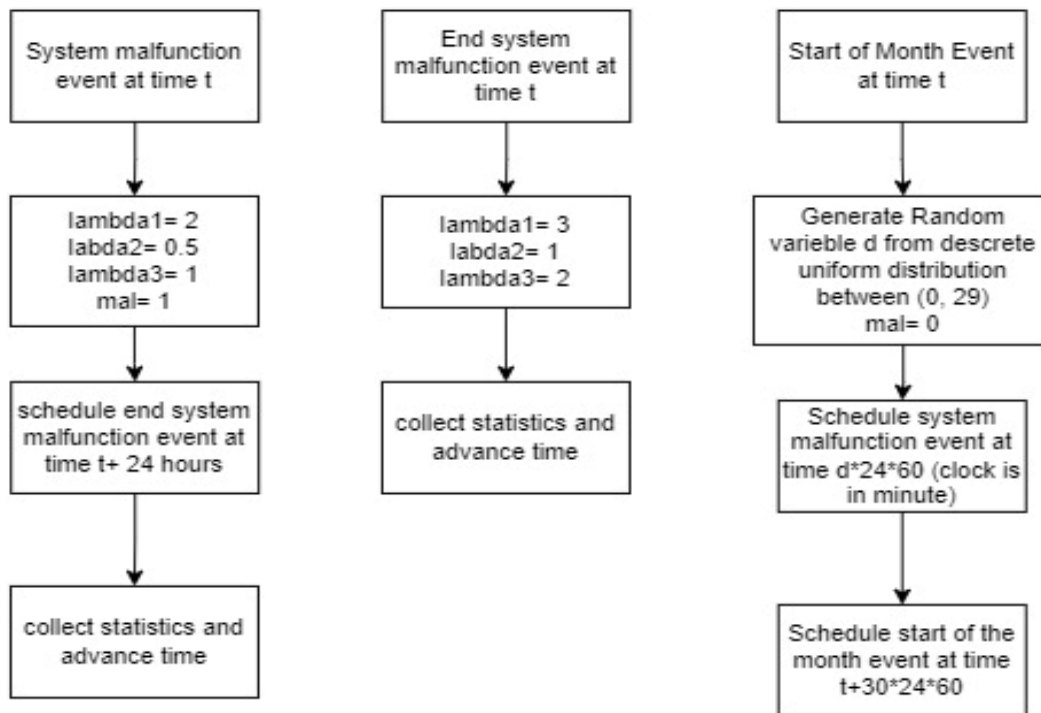 System malfunction
event at time t
lambda1= 2
labda2= 0.5
lambda3= 1
mal= 1
schedule end system
malfunction event at
time t+ 24 hours
collect statistics and
advance time
End system
malfunction event at
time t
lambda1= 3
labda2= 1
lambda3= 2
collect statistics and
advance time
Start of Month Event
at time t
Generate Random
varieble d from descrete
uniform distribution
between (0, 29)
mal= 0
Schedule system
malfunction event at
time d*24*60 (clock is
in minute)
Schedule start of the
month event at time
t+30*24*60